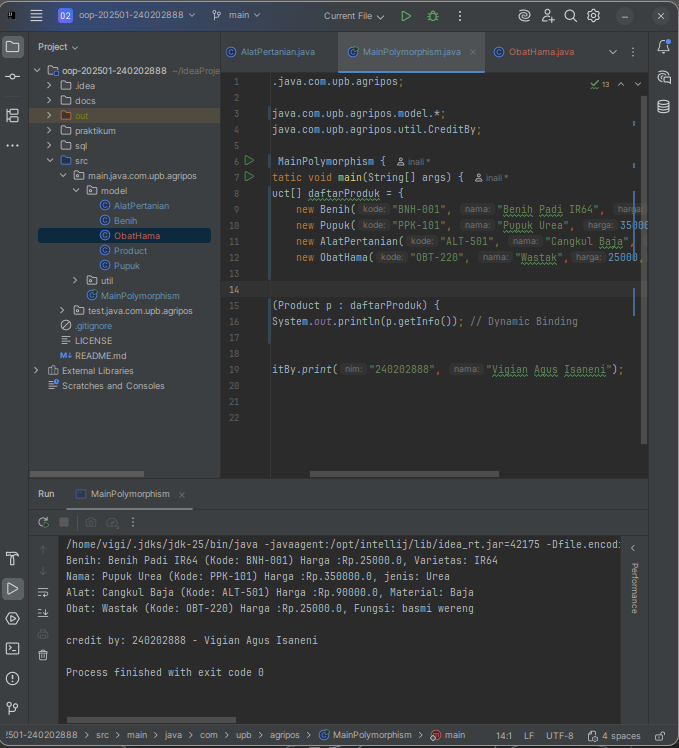 02 oop-202501-240202888 main Current File
Project
AlatPertanian.java MainPolymorphism.java ObatHama.java
oop-202501-240202888 ~/IdeaProje
.idea
docs
out
praktikum
sql
src
main.java.com.upb.agripos
model
AlatPertanian
Benih
ObatHama
Product
Pupuk
util
MainPolymorphism
test.java.com.upb.agripos
.gitignore
LICENSE
README.md
External Libraries
Scratches and Consoles
13
1 .java.com.upb.agripos;
2
3 java.com.upb.agripos.model.*;
4 java.com.upb.agripos.util.CreditBy;
5
6 MainPolymorphism { inali *
7 tatic void main(String[] args) { inali *
8 uct[] daftarProduk = {
9 new Benih( kode: "BNH-001", nama: "Benih Padi IR64", harga:
10 new Pupuk( kode: "PPK-101", nama: "Pupuk Urea", harga: 35000
11 new AlatPertanian( kode: "ALT-501", nama: "Cangkul Baja",
12 new ObatHama( kode: "OBT-220", nama: "Wastak", harga: 25000,
13
14
15 (Product p : daftarProduk) {
16 System.out.println(p.getInfo()); // Dynamic Binding
17
18
19 itBy.print( nim: "240202888", nama: "Vigian Agus Isaneni");
20
21
22
Run MainPolymorphism
/home/vigi/.jdks/jdk-25/bin/java -javaagent:/opt/intellij/lib/idea_rt.jar=42175 -Dfile.encodi
Benih: Benih Padi IR64 (Kode: BNH-001) Harga :Rp.25000.0, Varietas: IR64
Nama: Pupuk Urea (Kode: PPK-101) Harga :Rp.350000.0, jenis: Urea
Alat: Cangkul Baja (Kode: ALT-501) Harga :Rp.90000.0, Material: Baja
Obat: Wastak (Kode: OBT-220) Harga :Rp.25000.0, Fungsi: basmi wereng
credit by: 240202888 - Vigian Agus Isaneni
Process finished with exit code 0
Performance
501-240202888 > src > main > java > com > upb > agripos > MainPolymorphism > main 14:1 LF UTF-8 4 spaces